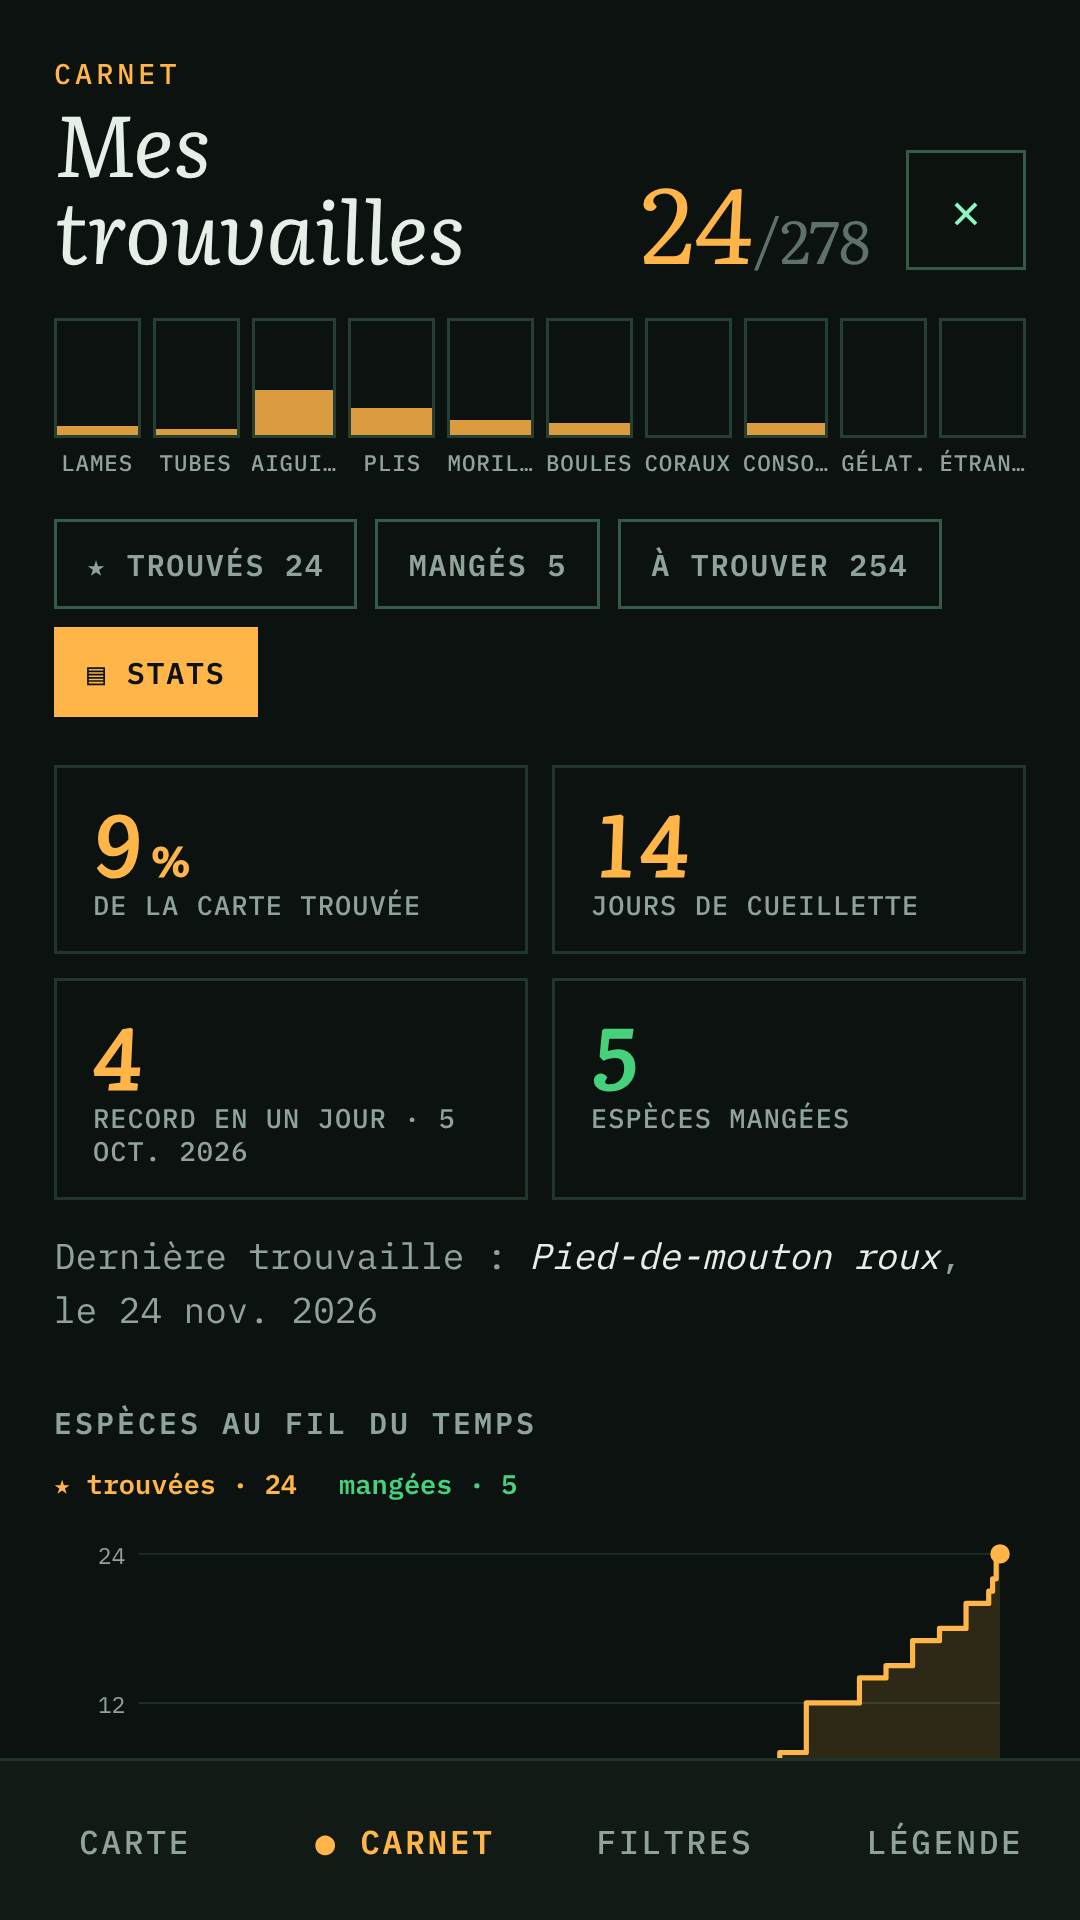 CARNET
Mes
trouvailles
24/278
×
LAMES TUBES AIGUI… PLIS MORIL… BOULES CORAUX CONSO… GÉLAT. ÉTRAN…
★ TROUVÉS 24
MANGÉS 5
À TROUVER 254
▤ STATS
9 %
DE LA CARTE TROUVÉE
14
JOURS DE CUEILLETTE
4
RECORD EN UN JOUR · 5
OCT. 2026
5
ESPÈCES MANGÉES
Dernière trouvaille : Pied-de-mouton roux,
le 24 nov. 2026
ESPÈCES AU FIL DU TEMPS
★ trouvées · 24 mangées · 5
24
12
CARTE ● CARNET FILTRES LÉGENDE